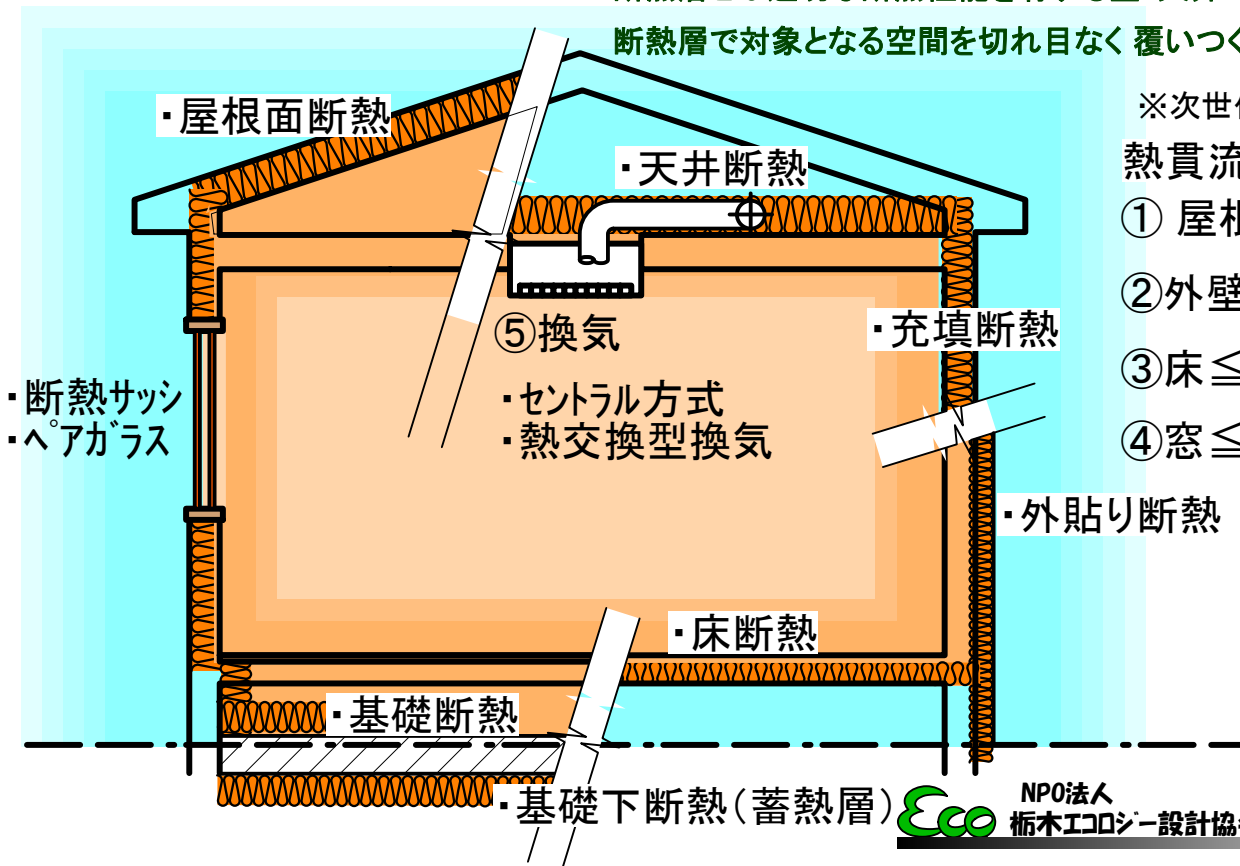 断熱層で対象となる空間を切れ目なく 覆いつく
※次世
熱貫流
・屋根面断熱
・天井断熱
① 屋根
②外壁
③床≦
④窓≦
⑤換気
・セントラル方式
・熱交換型換気
・充填断熱
・断熱サッシ
・ペアガラス
・外貼り断熱
・床断熱
・基礎断熱
・基礎下断熱(蓄熱層)
Eco
NPO法人
栃木エコロジー設計協